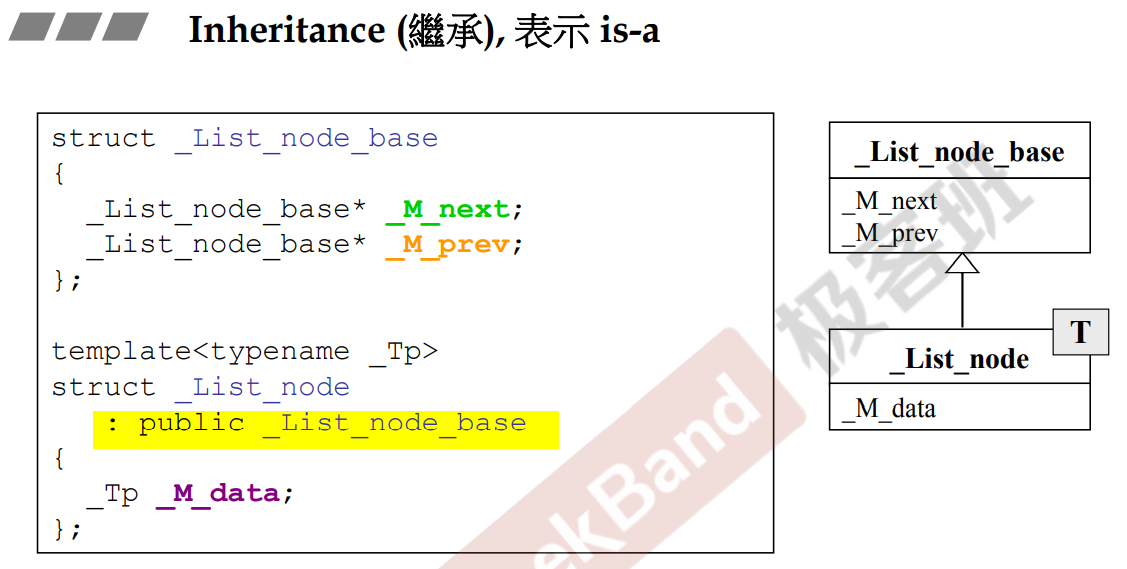 Inheritance (繼承), 表示 is-a
struct _List_node_base
{
_List_node_base* _M_next;
_List_node_base* _M_prev;
};
template<typename _Tp>
struct _List_node
: public _List_node_base
{
_Tp _M_data;
};
_List_node_base
_M_next
_M_prev
T
_List_node
_M_data
极客班
ekBand